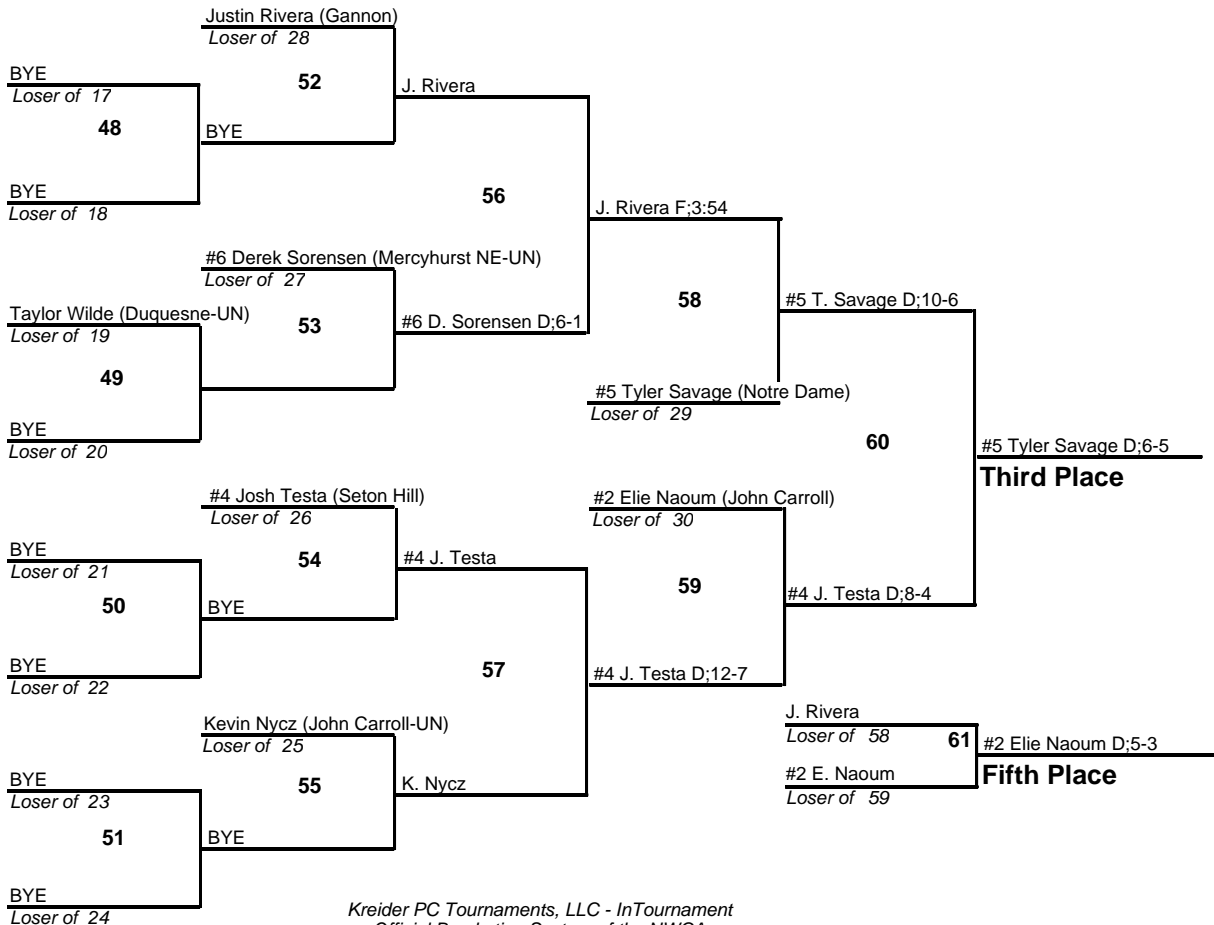 Justin Rivera (Gannon)
Loser of 28
BYE
Loser of 17
52
J. Rivera
48
BYE
BYE
Loser of 18
56
J. Rivera F;3:54
#6 Derek Sorensen (Mercyhurst NE-UN)
Loser of 27
Taylor Wilde (Duquesne-UN)
Loser of 19
53
#6 D. Sorensen D;6-1
58
#5 T. Savage D;10-6
49
#5 Tyler Savage (Notre Dame)
Loser of 29
BYE
Loser of 20
60
#5 Tyler Savage D;6-5
Third Place
#4 Josh Testa (Seton Hill)
Loser of 26
#2 Elie Naoum (John Carroll)
Loser of 30
BYE
Loser of 21
54
#4 J. Testa
50
BYE
59
#4 J. Testa D;8-4
BYE
Loser of 22
57
#4 J. Testa D;12-7
Kevin Nycz (John Carroll-UN)
Loser of 25
J. Rivera
Loser of 58
61
#2 Elie Naoum D;5-3
Fifth Place
BYE
Loser of 23
55
K. Nycz
#2 E. Naoum
Loser of 59
51
BYE
BYE
Loser of 24
Kreider PC Tournaments, LLC - InTournament